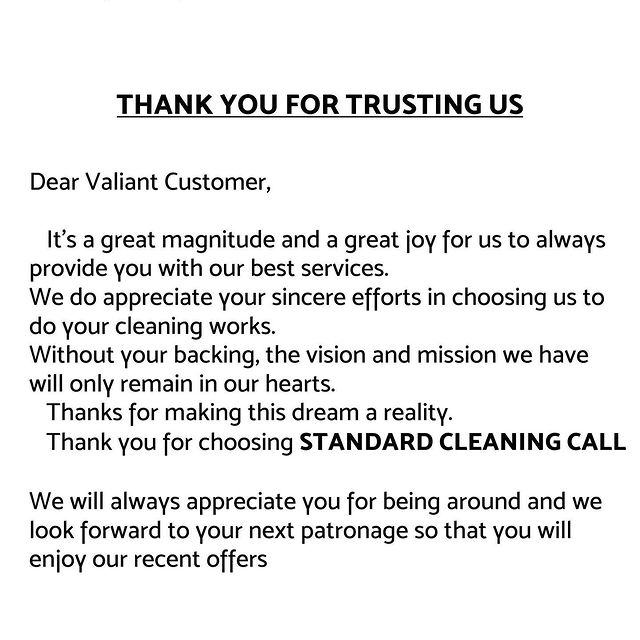 THANK YOU FOR TRUSTING US
Dear Valiant Customer,
It's a great magnitude and a great joy for us to always
provide you with our best services.
We do appreciate your sincere efforts in choosing us to
do your cleaning works.
Without your backing, the vision and mission we have
will only remain in our hearts.
Thanks for making this dream a reality.
Thank you for choosing STANDARD CLEANING CALL
We will always appreciate you for being around and we
look forward to your next patronage so that you will
enjoy our recent offers